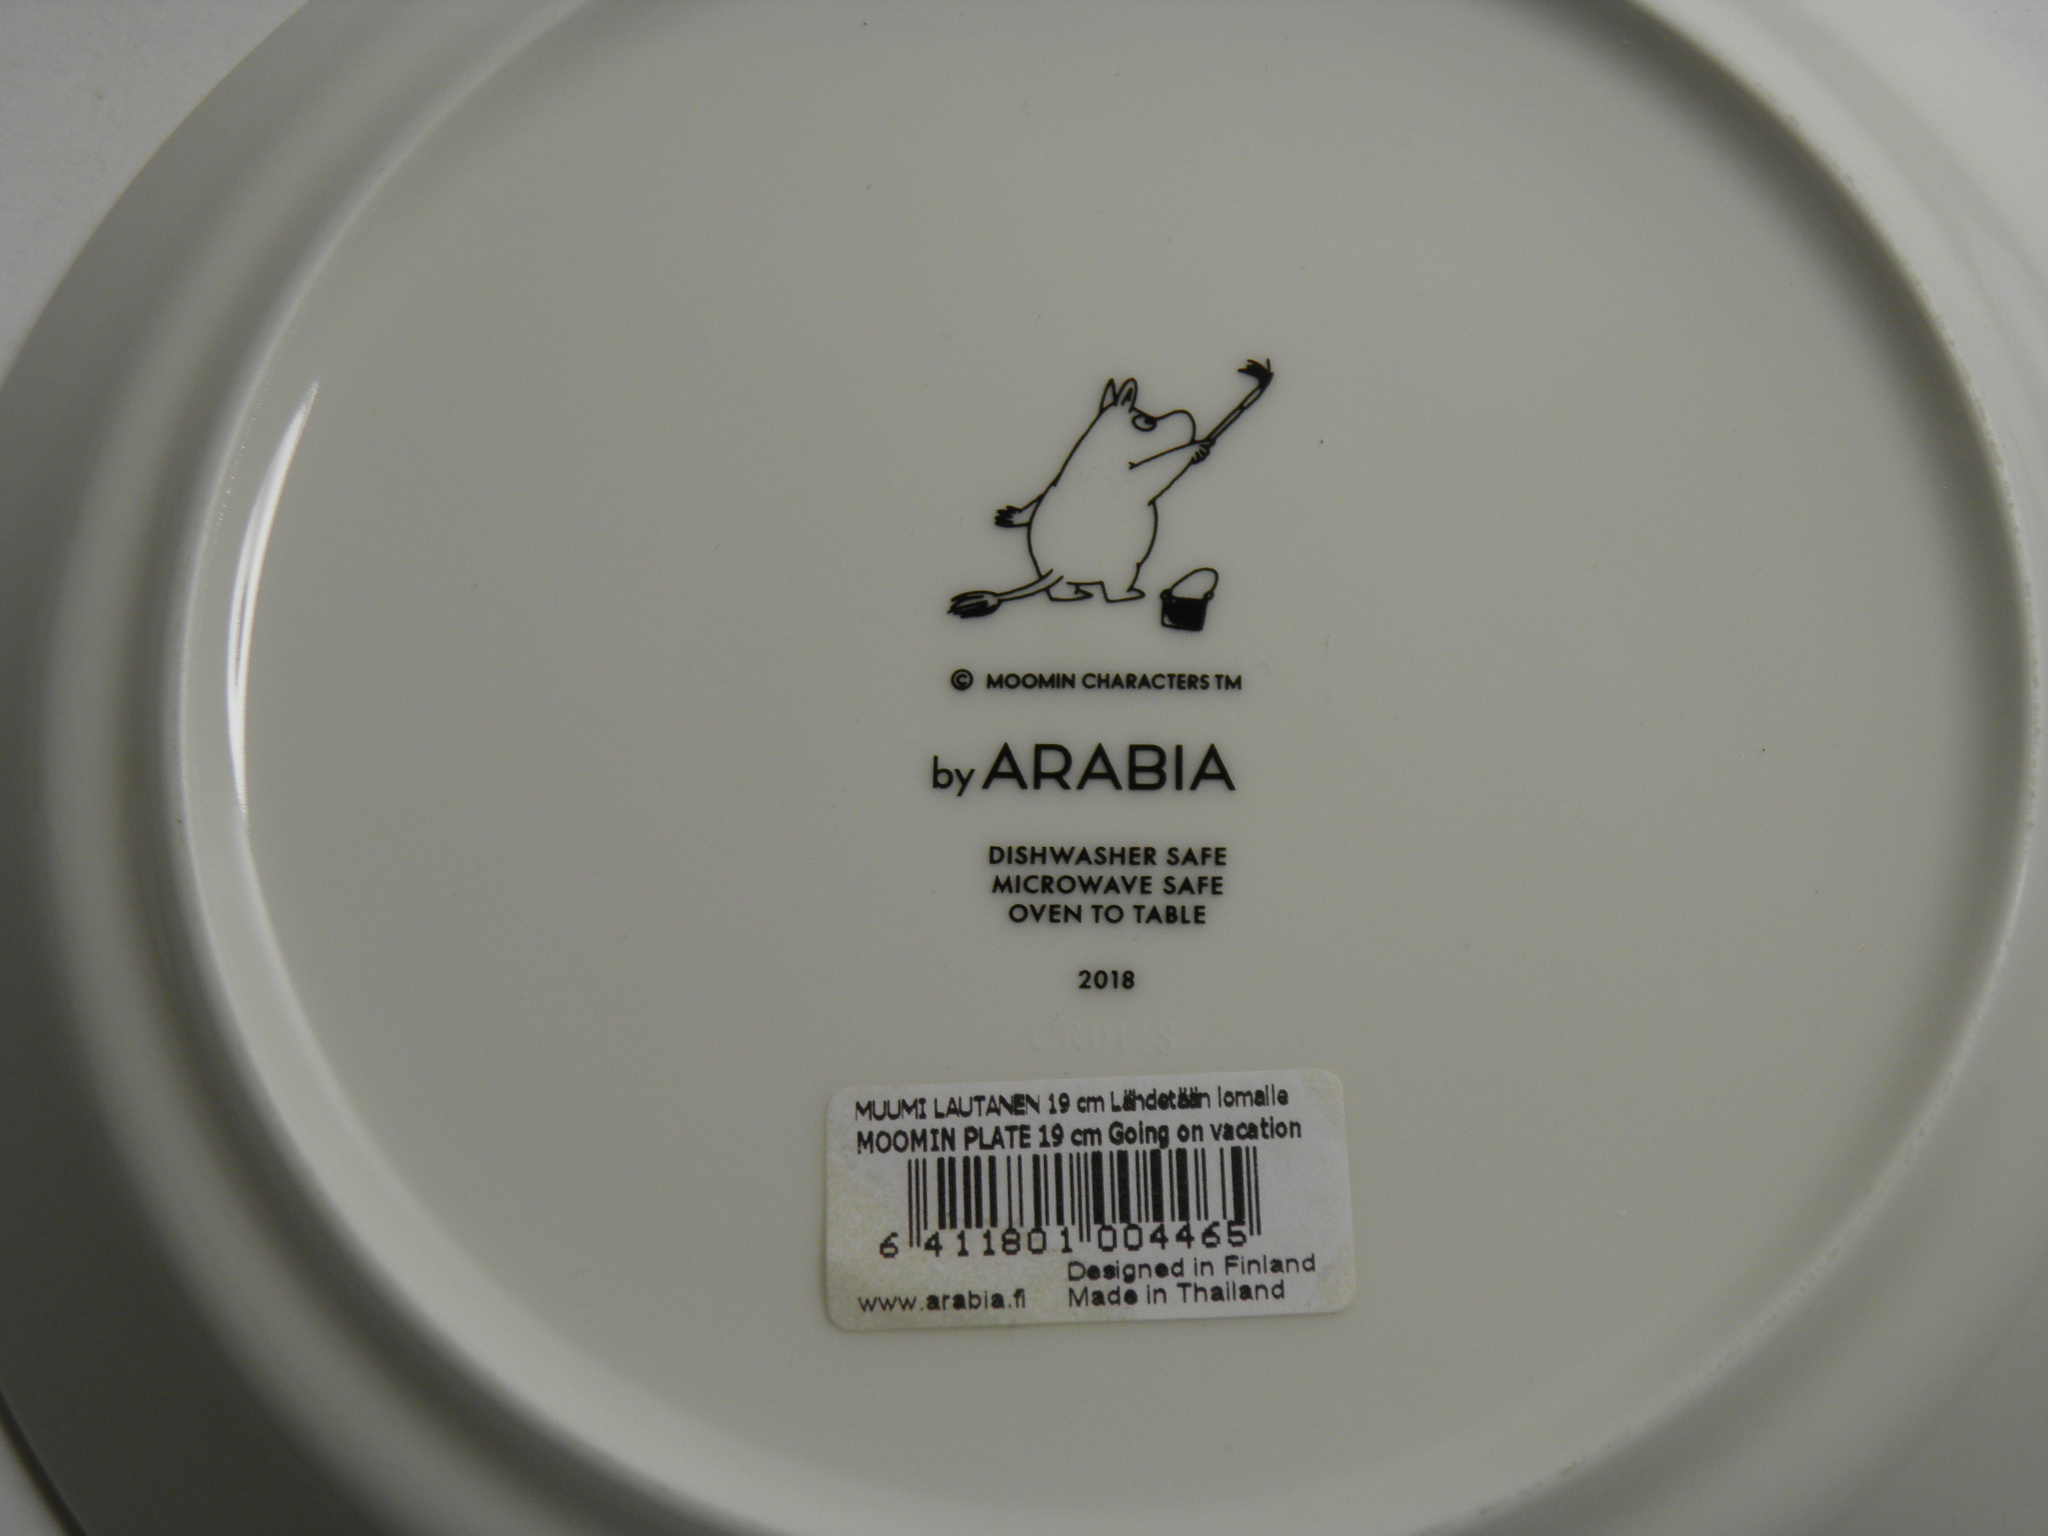 © MOOMIN CHARACTERS TM
by ARABIA
DISHWASHER SAFE
MICROWAVE SAFE
OVEN TO TABLE
2018
MUUMI LAUTANEN 19 cm Lähdetään lomalle
MOOMIN PLATE 19 cm Going on vacation
6 411801 004465
Designed in Finland
www.arabia.fi Made in Thailand